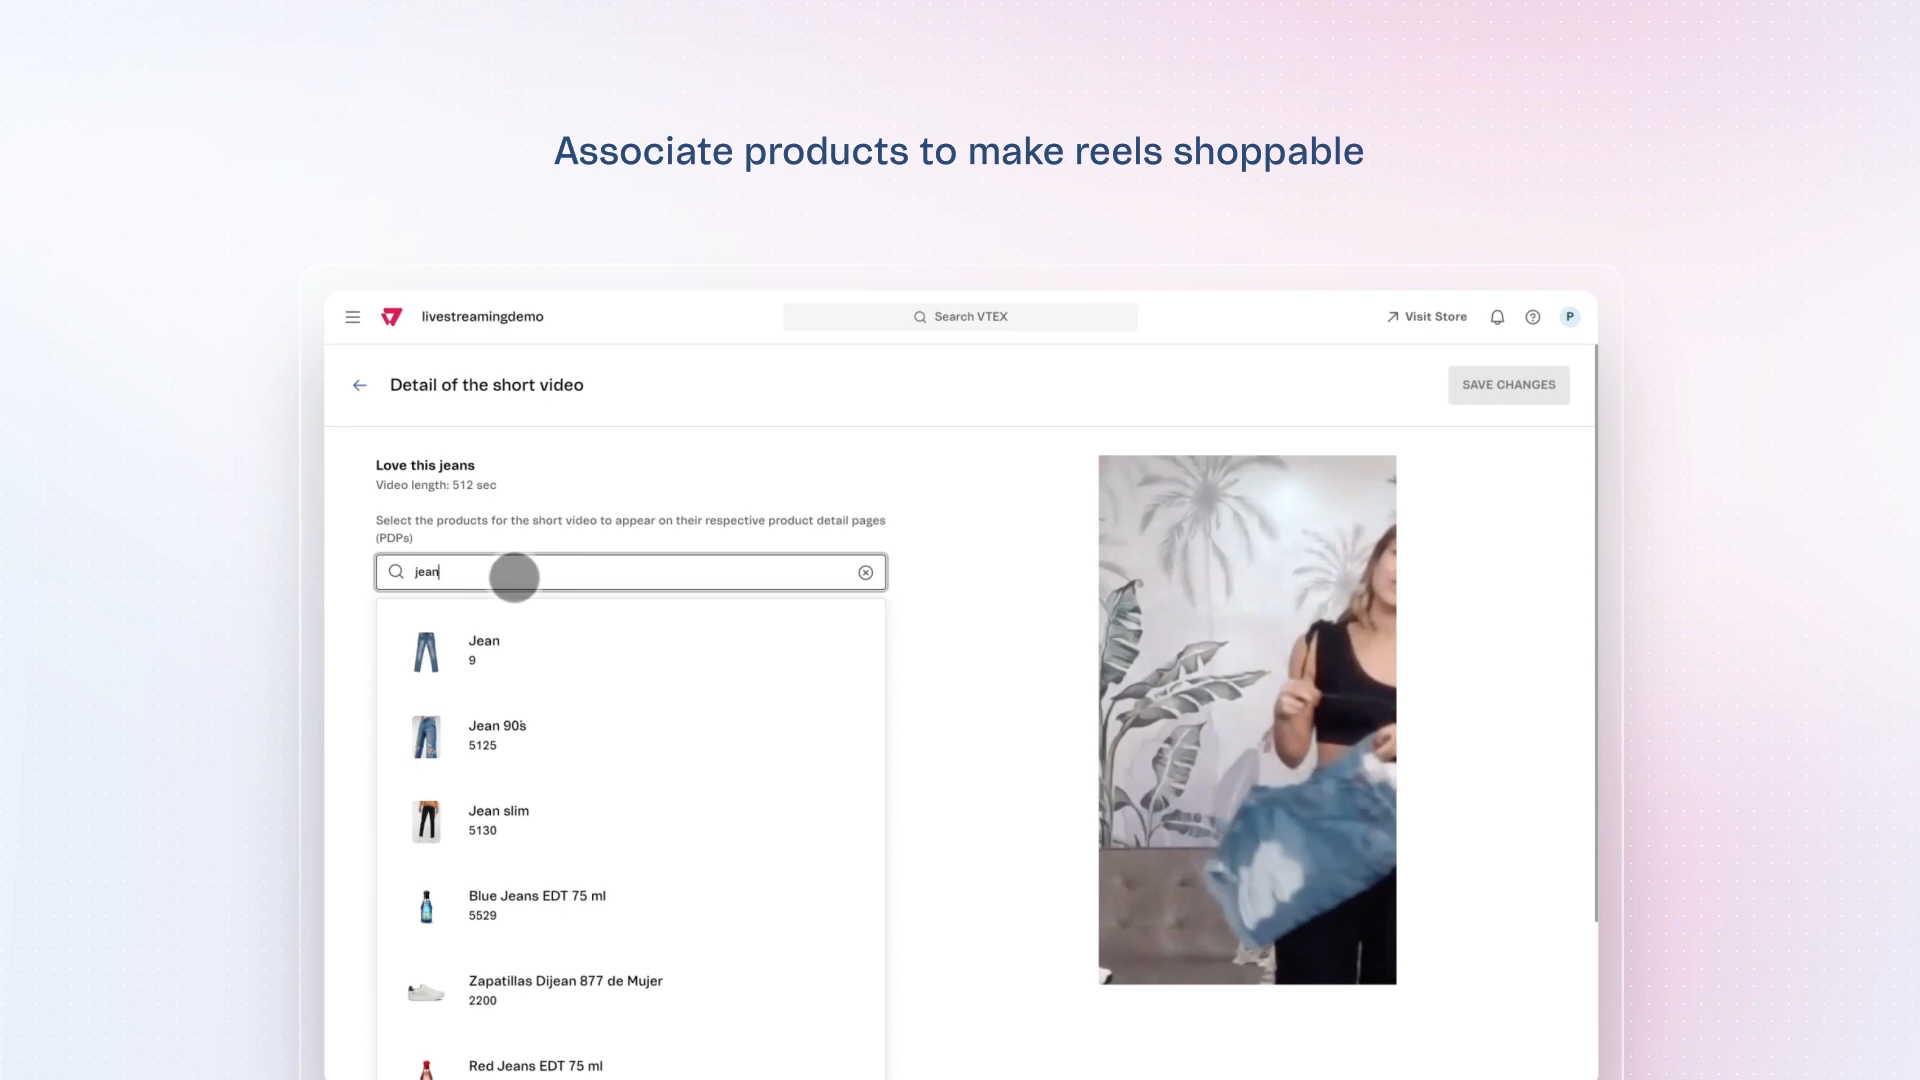 Associate products to make reels shoppable
livestreamingdemo
Search VTEX
Visit Store
P
Detail of the short video
SAVE CHANGES
Love this jeans
Video length: 512 sec
Select the products for the short video to appear on their respective product detail pages
(PDPs)
jean
Jean
9
Jean 90's
5125
Jean slim
5130
Blue Jeans EDT 75 ml
5529
Zapatillas Dijean 877 de Mujer
2200
Red Jeans EDT 75 ml